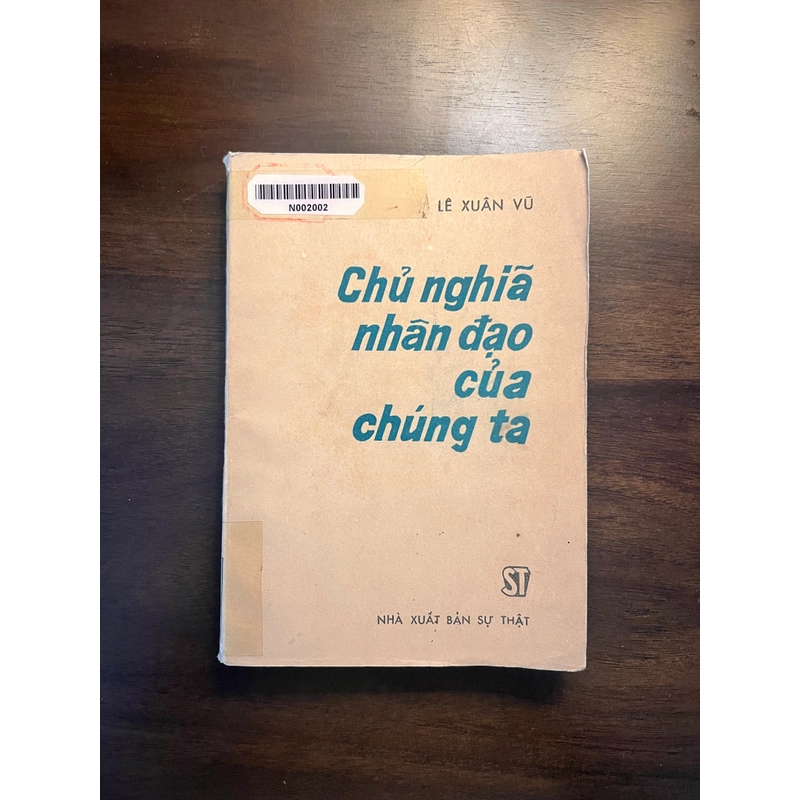 N002002
LÊ XUÂN VŨ
Chủ nghĩa
nhân đạo
của
chúng ta
ST
NHÀ XUẤT BẢN SỰ THẬT